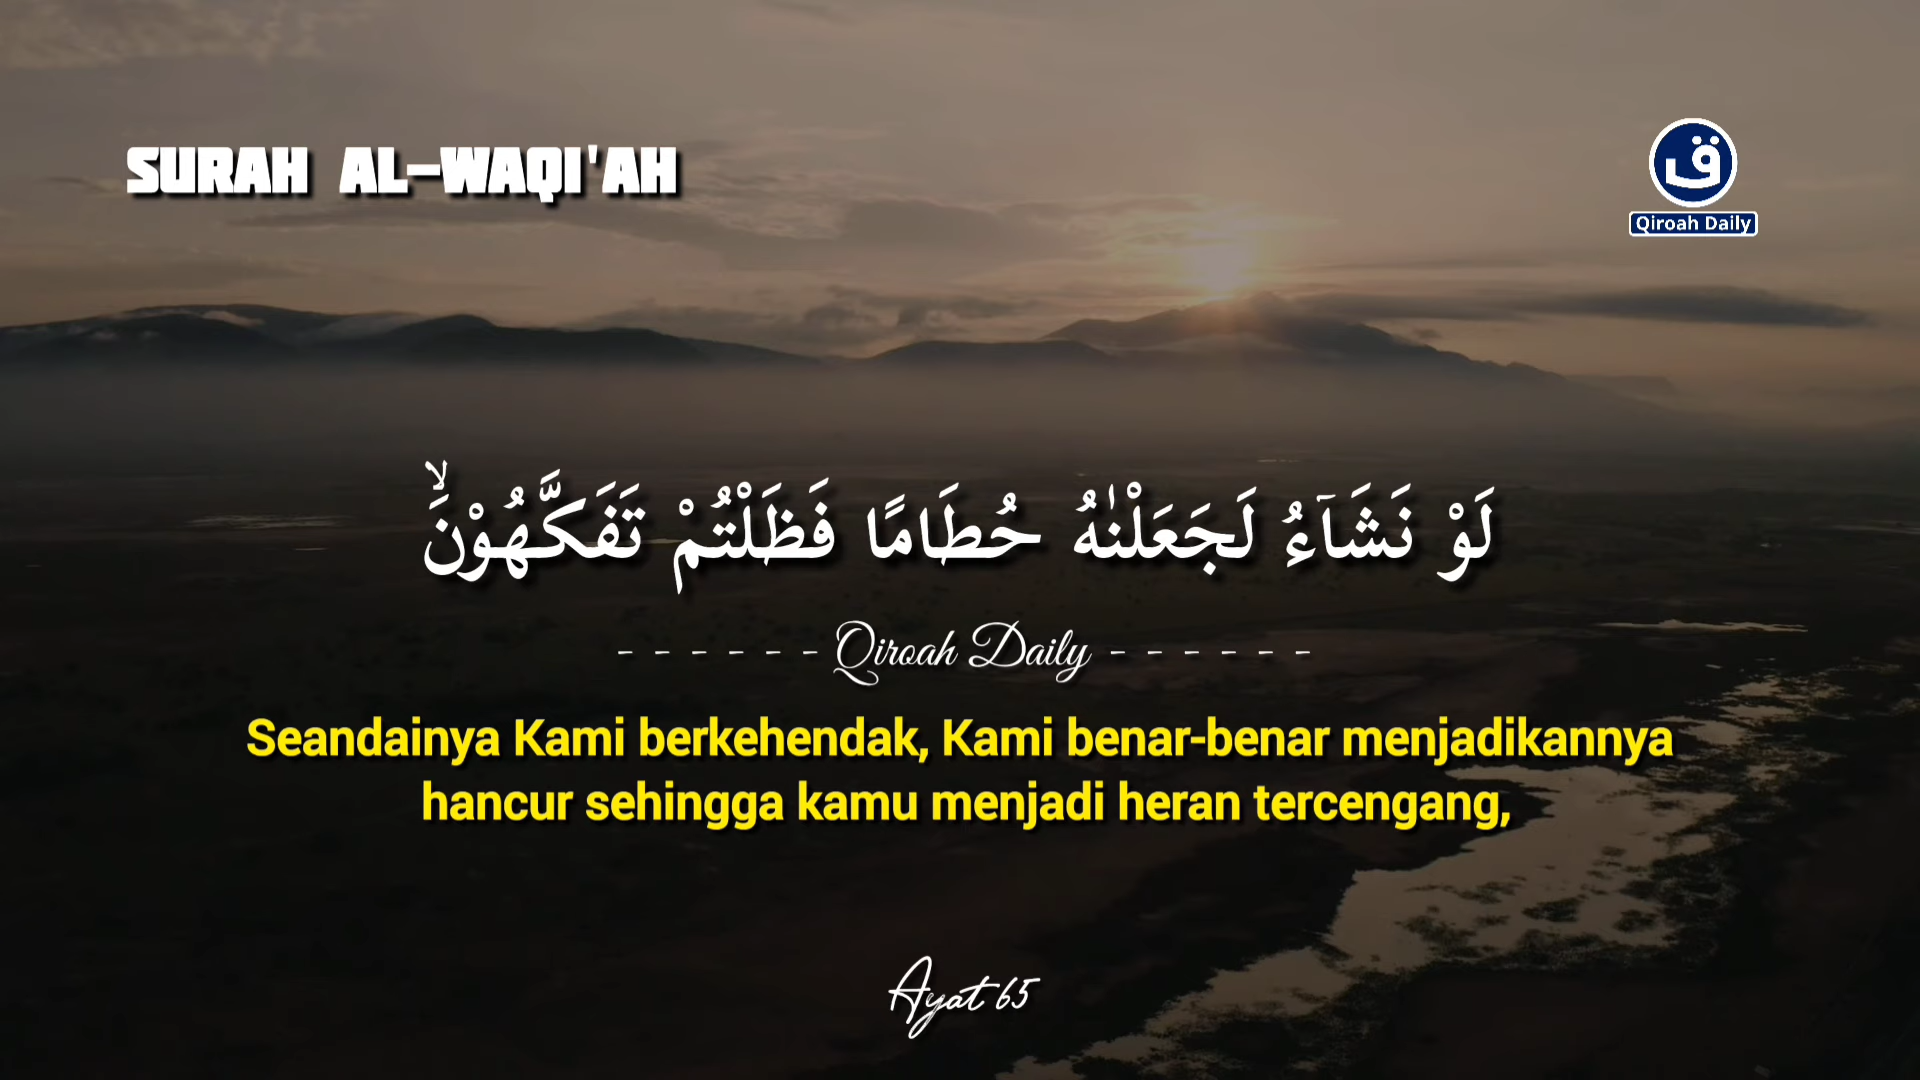 SURAH AL-WAQI'AH
ق
Qiroah Daily
لَوْ نَشَاۤءُ لَجَعَلْنٰهُ حُطَامًا فَظَلْتُمْ تَفَكَّهُوْنَۙ
- - - - - - Qiroah Daily - - - - - -
Seandainya Kami berkehendak, Kami benar-benar menjadikannya
hancur sehingga kamu menjadi heran tercengang,
Ayat 65